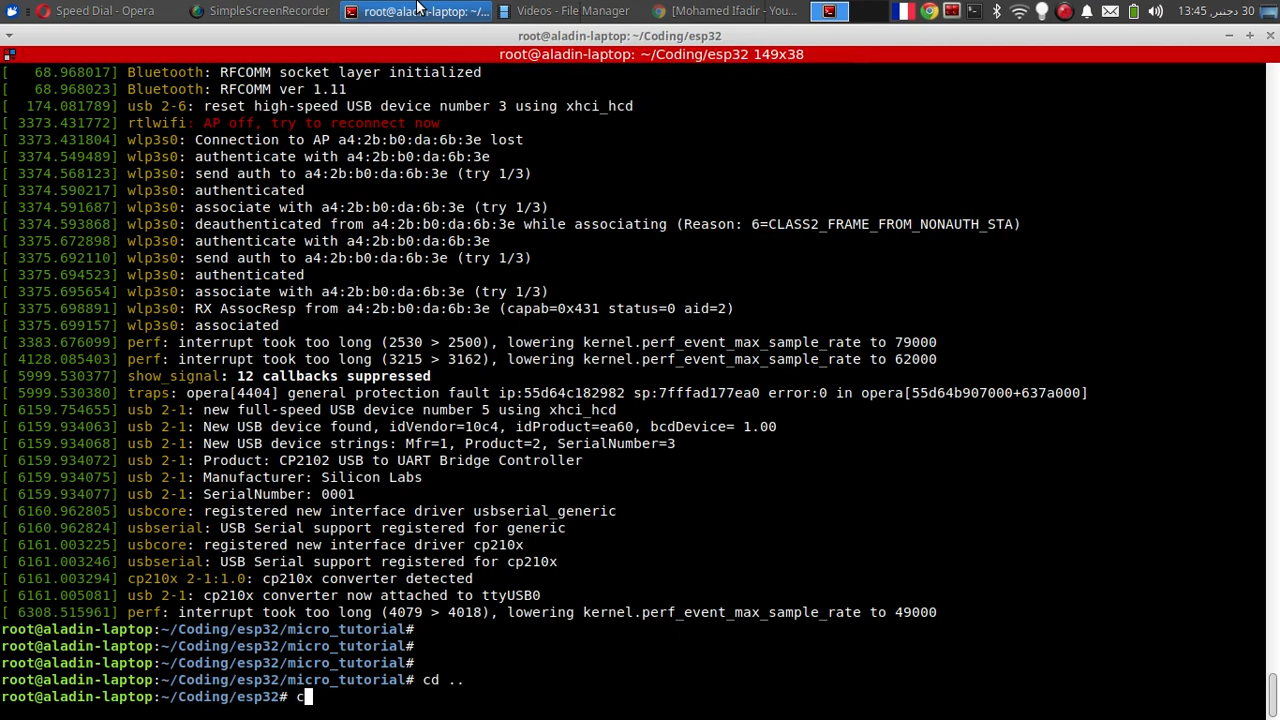 Speed Dial - Opera
SimpleScreenRecorder
root@aladin-laptop: ~/...
Videos - File Manager
[Mohamed Ifadir - You...
30 دجنبر, 13:45
root@aladin-laptop: ~/Coding/esp32
root@aladin-laptop: ~/Coding/esp32 149x38
[   68.968017] Bluetooth: RFCOMM socket layer initialized
[   68.968023] Bluetooth: RFCOMM ver 1.11
[  174.081789] usb 2-6: reset high-speed USB device number 3 using xhci_hcd
[ 3373.431772] rtlwifi: AP off, try to reconnect now
[ 3373.431804] wlp3s0: Connection to AP a4:2b:b0:da:6b:3e lost
[ 3374.549489] wlp3s0: authenticate with a4:2b:b0:da:6b:3e
[ 3374.568123] wlp3s0: send auth to a4:2b:b0:da:6b:3e (try 1/3)
[ 3374.590217] wlp3s0: authenticated
[ 3374.591687] wlp3s0: associate with a4:2b:b0:da:6b:3e (try 1/3)
[ 3374.593868] wlp3s0: deauthenticated from a4:2b:b0:da:6b:3e while associating (Reason: 6=CLASS2_FRAME_FROM_NONAUTH_STA)
[ 3375.672898] wlp3s0: authenticate with a4:2b:b0:da:6b:3e
[ 3375.692110] wlp3s0: send auth to a4:2b:b0:da:6b:3e (try 1/3)
[ 3375.694523] wlp3s0: authenticated
[ 3375.695654] wlp3s0: associate with a4:2b:b0:da:6b:3e (try 1/3)
[ 3375.698891] wlp3s0: RX AssocResp from a4:2b:b0:da:6b:3e (capab=0x431 status=0 aid=2)
[ 3375.699157] wlp3s0: associated
[ 3383.676099] perf: interrupt took too long (2530 > 2500), lowering kernel.perf_event_max_sample_rate to 79000
[ 4128.085403] perf: interrupt took too long (3215 > 3162), lowering kernel.perf_event_max_sample_rate to 62000
[ 5999.530377] show_signal: 12 callbacks suppressed
[ 5999.530380] traps: opera[4404] general protection fault ip:55d64c182982 sp:7fffad177ea0 error:0 in opera[55d64b907000+637a000]
[ 6159.754655] usb 2-1: new full-speed USB device number 5 using xhci_hcd
[ 6159.934063] usb 2-1: New USB device found, idVendor=10c4, idProduct=ea60, bcdDevice= 1.00
[ 6159.934068] usb 2-1: New USB device strings: Mfr=1, Product=2, SerialNumber=3
[ 6159.934072] usb 2-1: Product: CP2102 USB to UART Bridge Controller
[ 6159.934075] usb 2-1: Manufacturer: Silicon Labs
[ 6159.934077] usb 2-1: SerialNumber: 0001
[ 6160.962805] usbcore: registered new interface driver usbserial_generic
[ 6160.962824] usbserial: USB Serial support registered for generic
[ 6161.003225] usbcore: registered new interface driver cp210x
[ 6161.003246] usbserial: USB Serial support registered for cp210x
[ 6161.003294] cp210x 2-1:1.0: cp210x converter detected
[ 6161.005081] usb 2-1: cp210x converter now attached to ttyUSB0
[ 6308.515961] perf: interrupt took too long (4079 > 4018), lowering kernel.perf_event_max_sample_rate to 49000
root@aladin-laptop:~/Coding/esp32/micro_tutorial#
root@aladin-laptop:~/Coding/esp32/micro_tutorial#
root@aladin-laptop:~/Coding/esp32/micro_tutorial#
root@aladin-laptop:~/Coding/esp32/micro_tutorial# cd ..
root@aladin-laptop:~/Coding/esp32# c